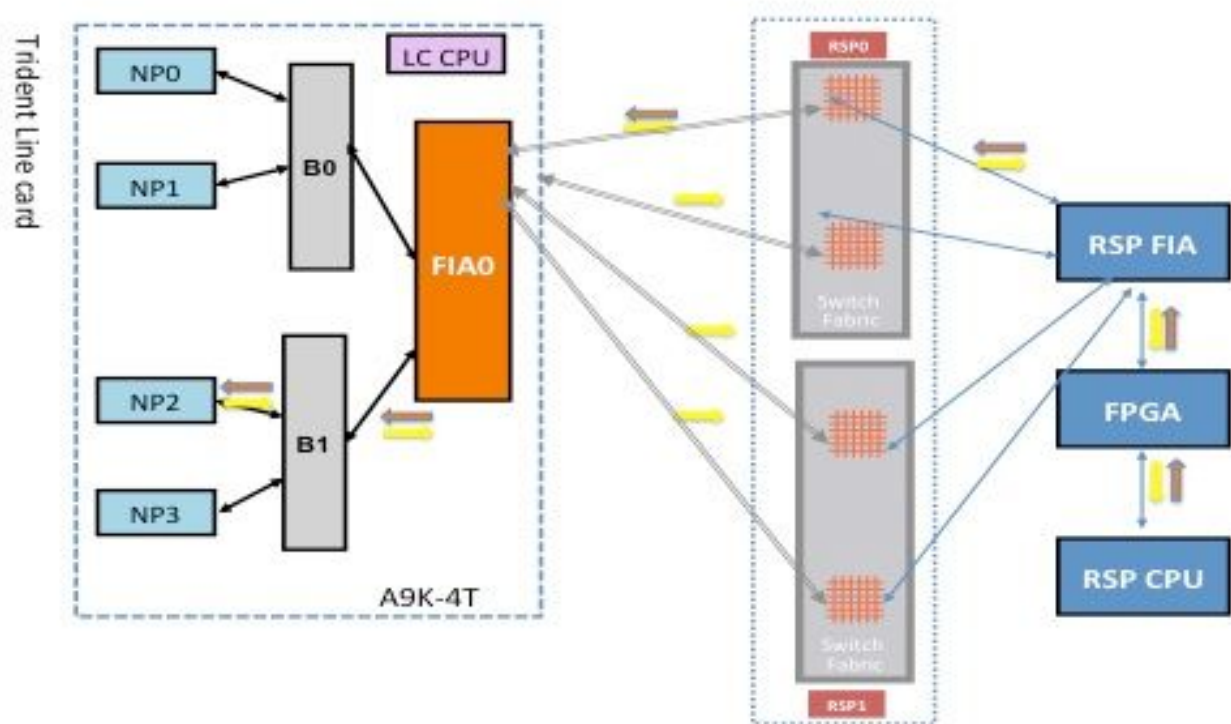 Trident Line card
NP0
NP1
NP2
NP3
B0
B1
LC CPU
FIA0
A9K-4T
RSP0
Switch
Fabric
Switch
Fabric
RSP1
RSP FIA
FPGA
RSP CPU